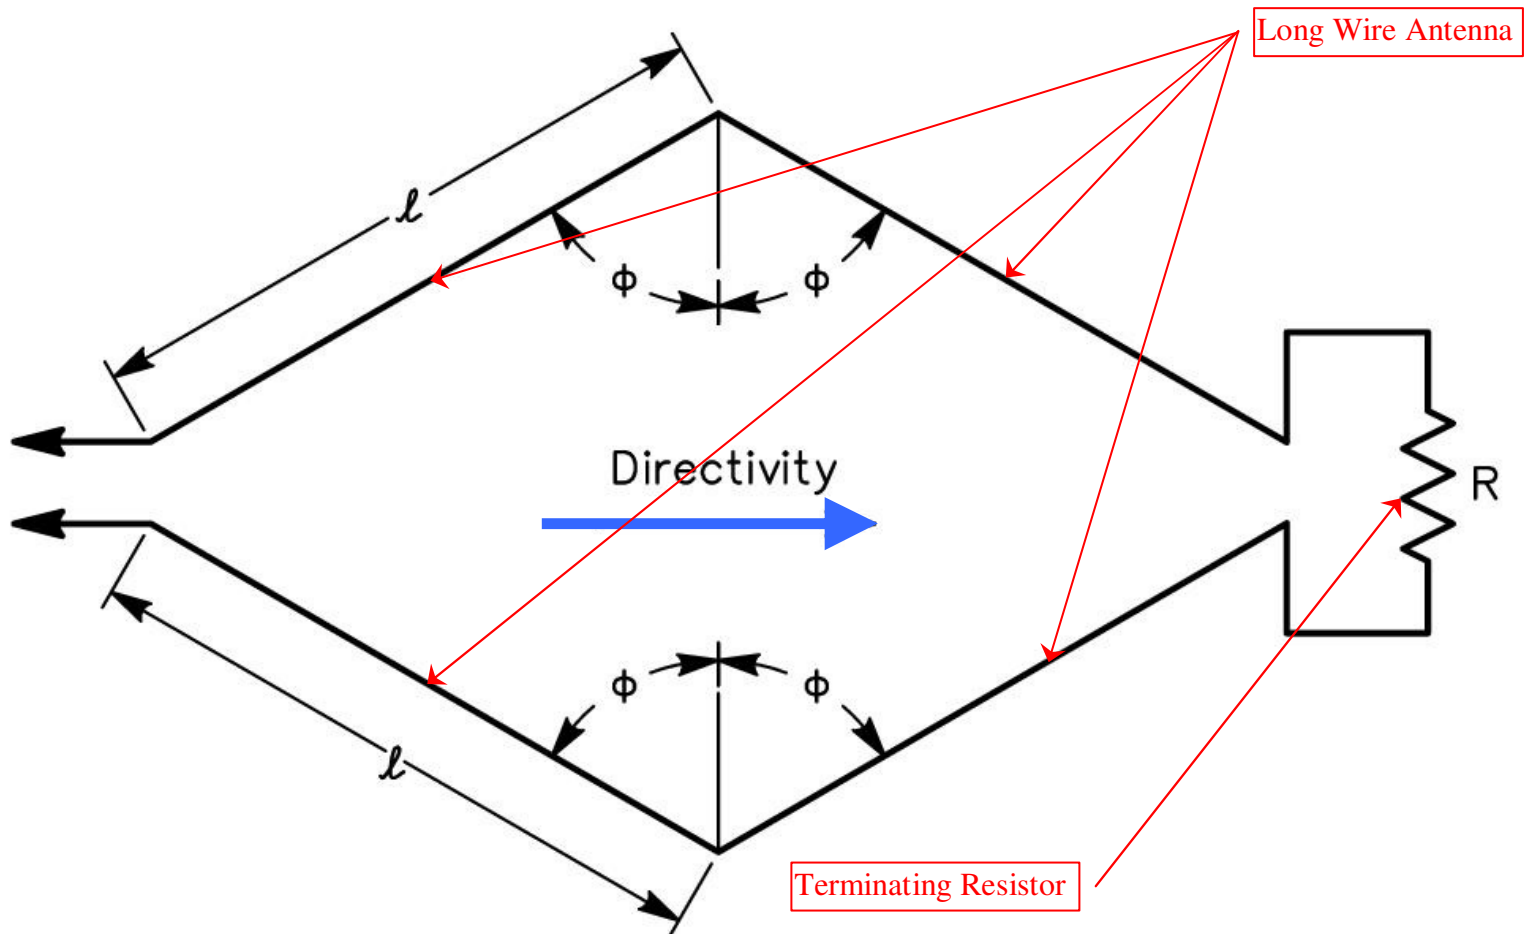 Long Wire Antenna
ℓ
ϕ ϕ
Directivity
R
ϕ ϕ
ℓ
Terminating Resistor